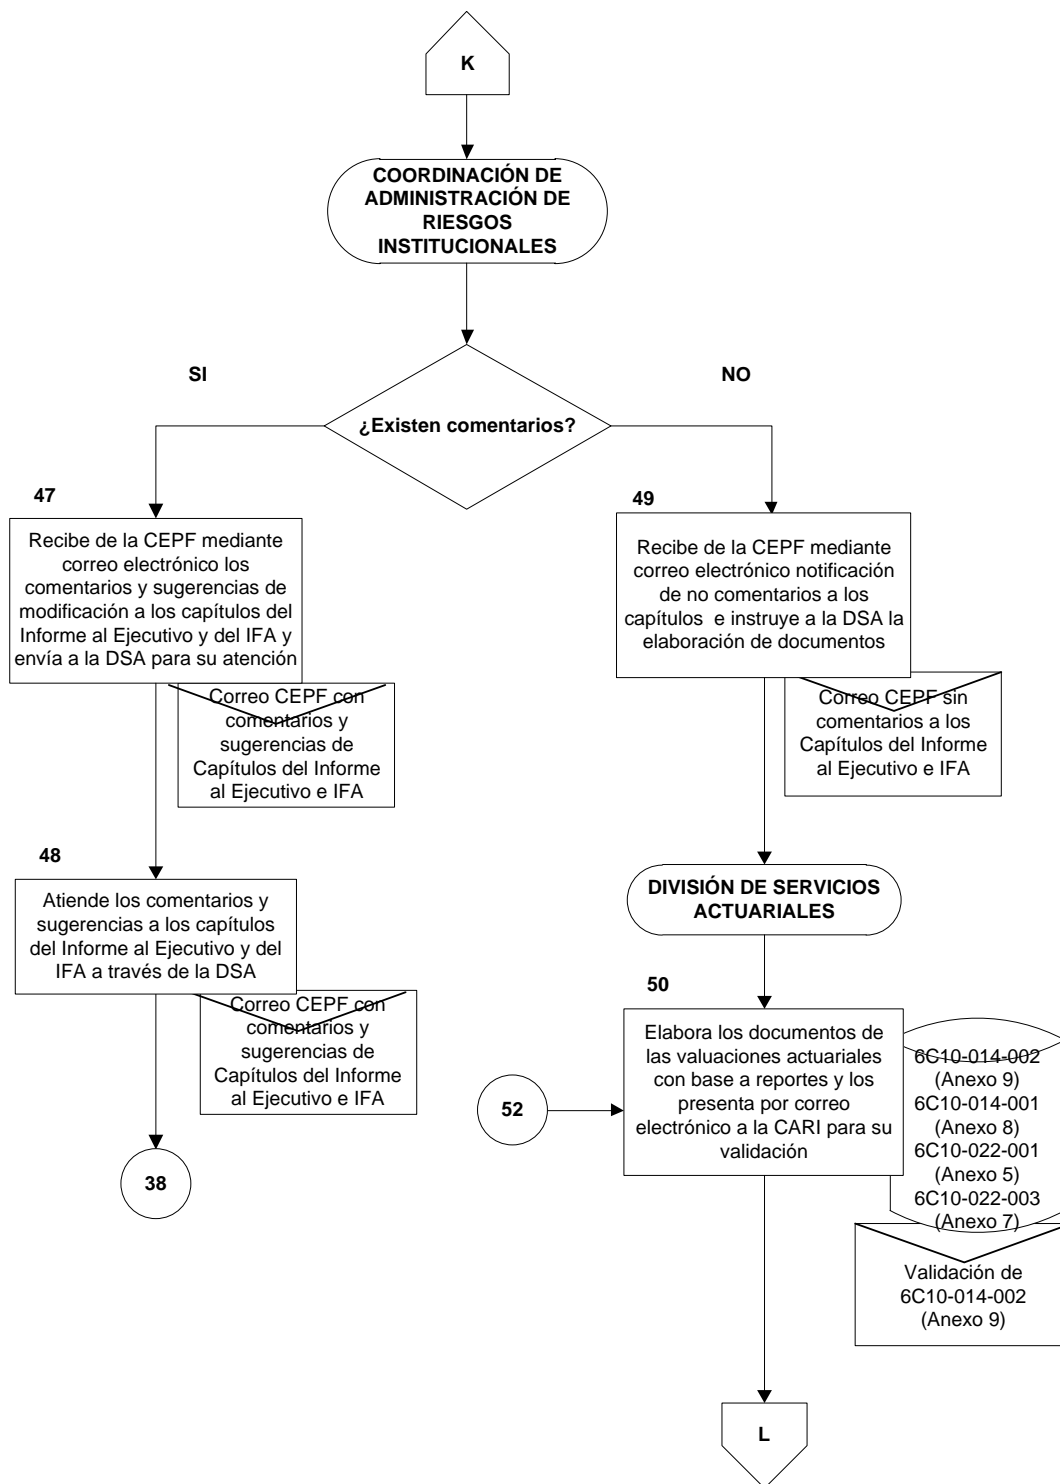 K
COORDINACIÓN DE
ADMINISTRACIÓN DE
RIESGOS
INSTITUCIONALES
¿Existen comentarios?
SI
NO
47
Recibe de la CEPF mediante
correo electrónico los
comentarios y sugerencias de
modificación a los capítulos del
Informe al Ejecutivo y del IFA y
envía a la DSA para su atención
Correo CEPF con
comentarios y
sugerencias de
Capítulos del Informe
al Ejecutivo e IFA
48
Atiende los comentarios y
sugerencias a los capítulos
del Informe al Ejecutivo y del
IFA a través de la DSA
Correo CEPF con
comentarios y
sugerencias de
Capítulos del Informe
al Ejecutivo e IFA
38
49
Recibe de la CEPF mediante
correo electrónico notificación
de no comentarios a los
capítulos e instruye a la DSA la
elaboración de documentos
Correo CEPF sin
comentarios a los
Capítulos del Informe
al Ejecutivo e IFA
DIVISIÓN DE SERVICIOS
ACTUARIALES
50
Elabora los documentos de
las valuaciones actuariales
con base a reportes y los
presenta por correo
electrónico a la CARI para su
validación
52
6C10-014-002
(Anexo 9)
6C10-014-001
(Anexo 8)
6C10-022-001
(Anexo 5)
6C10-022-003
(Anexo 7)
Validación de
6C10-014-002
(Anexo 9)
L